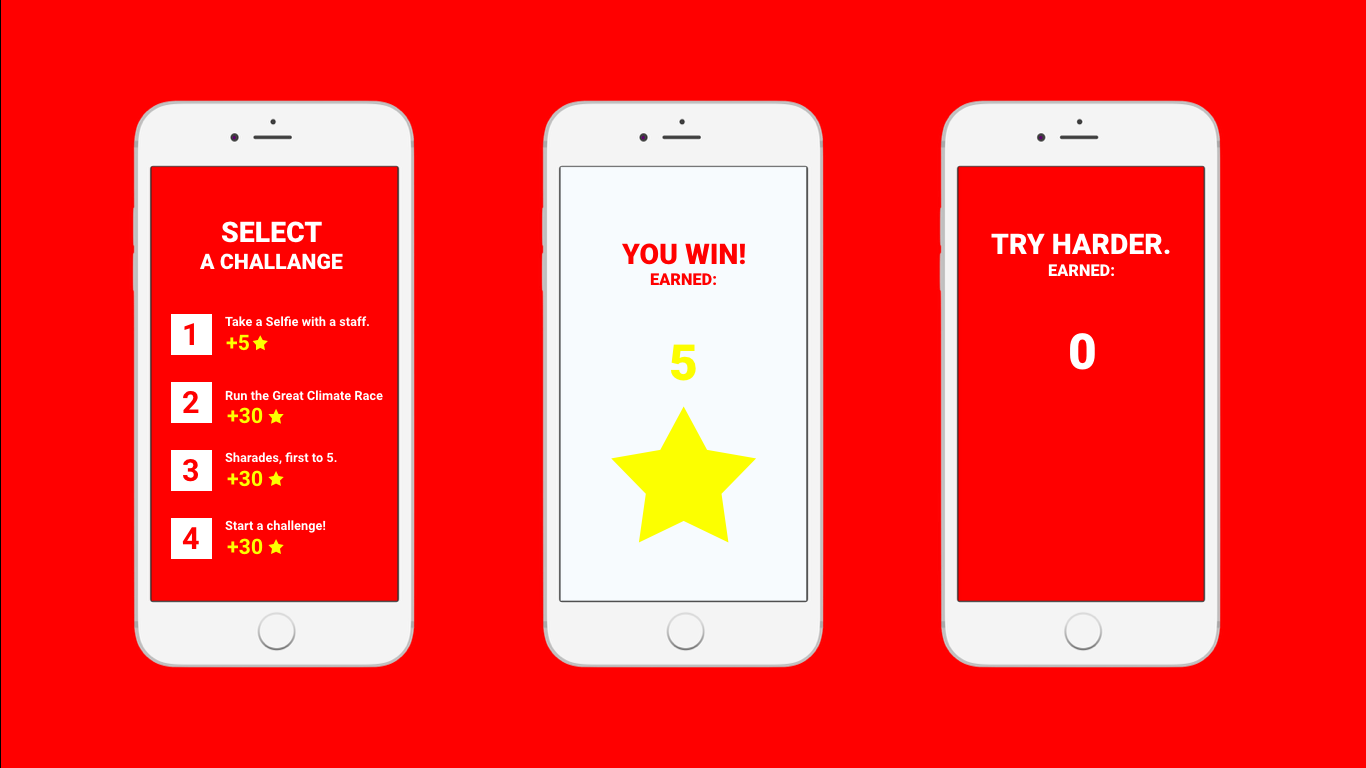 SELECT
A CHALLANGE
1
Take a Selfie with a staff.
+5
2
Run the Great Climate Race
+30
3
Sharades, first to 5.
+30
4
Start a challenge!
+30
YOU WIN!
EARNED:
5
TRY HARDER.
EARNED:
0